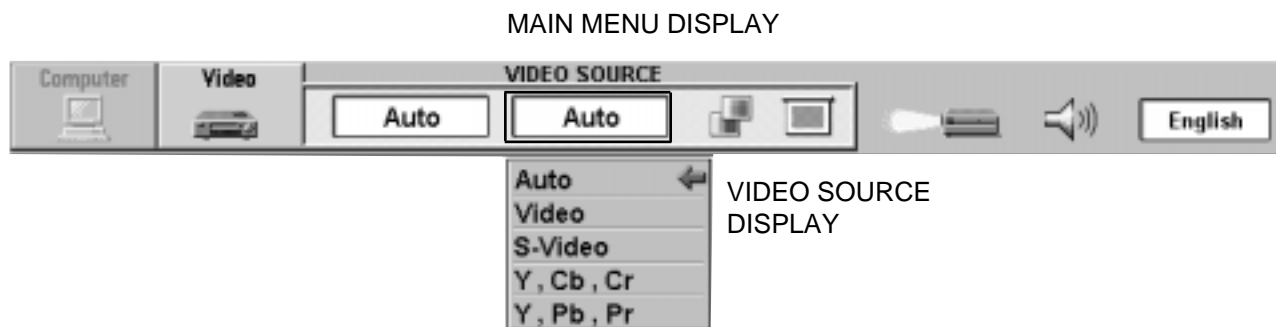 MAIN MENU DISPLAY
Computer
Video
VIDEO SOURCE
Auto
Auto
English
Auto
Video
S-Video
Y , Cb , Cr
Y , Pb , Pr
VIDEO SOURCE
DISPLAY